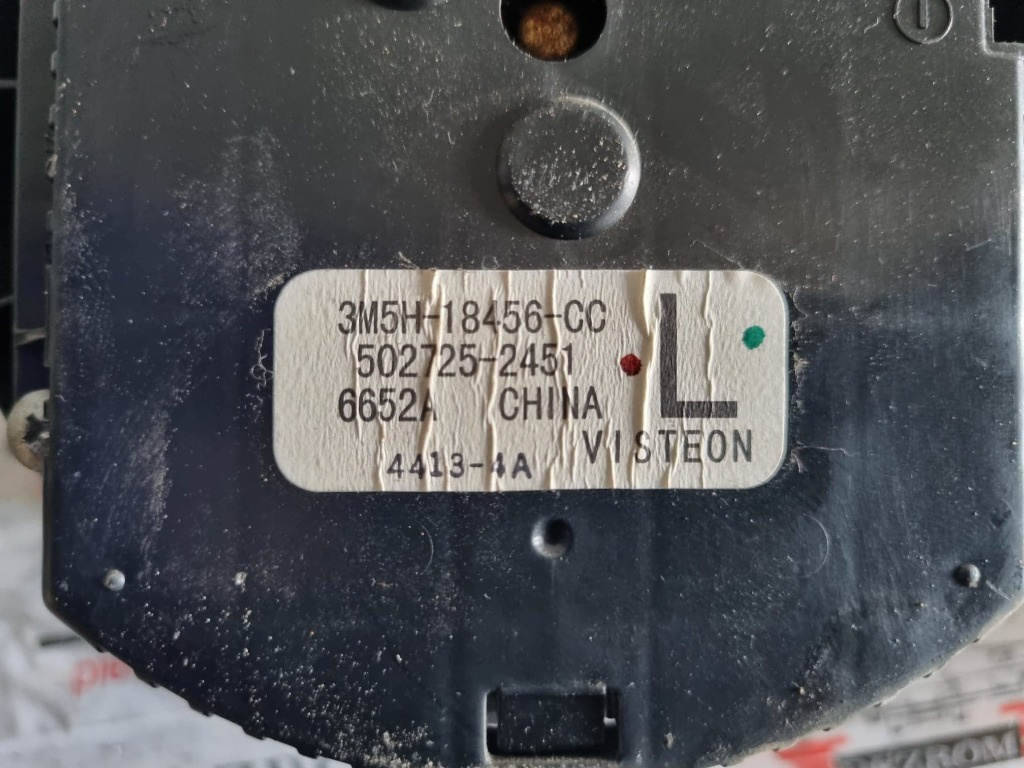 3M5H-18456-CC
502725-2451
6652A CHINA
L
VISTEON
4413-4A